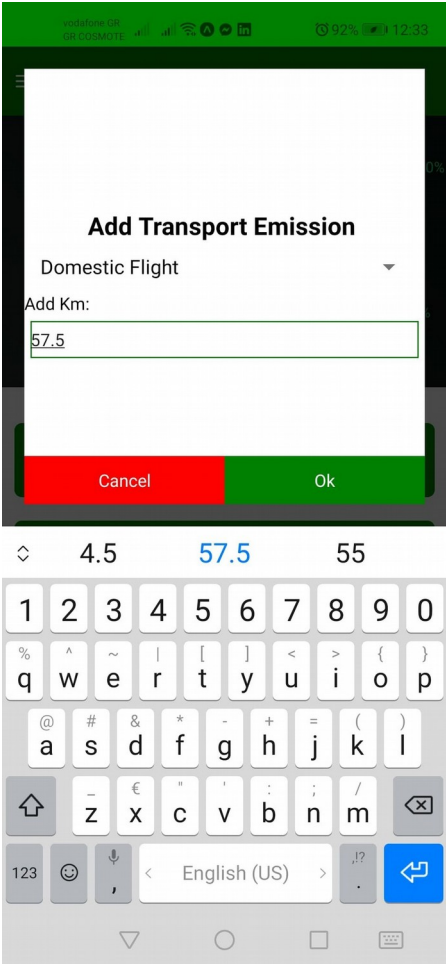 vodafone GR
GR COSMOTE
92% 12:33
0%
Add Transport Emission
Domestic Flight
Add Km:
57.5
Cancel Ok
4.5 57.5 55
1 2 3 4 5 6 7 8 9 0
% ^ ~ | [ ] < > { }
q w e r t y u i o p
@ # & * - + = ( )
a s d f g h j k l
_ € " ' : ; /
z x c v b n m
,!?
123 , < English (US) > .